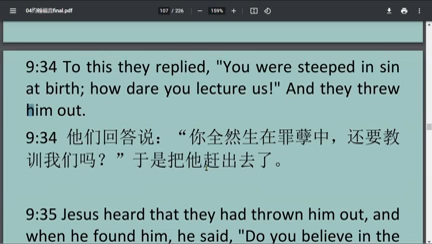 04约翰福音final.pdf
107 / 226
109%
9:34 To this they replied, "You were steeped in sin
at birth; how dare you lecture us!" And they threw
him out.
9:34 他们回答说：“你全然生在罪孽中，还要教
训我们吗？”于是把他赶出去了。
9:35 Jesus heard that they had thrown him out, and
when he found him, he said, "Do you believe in the